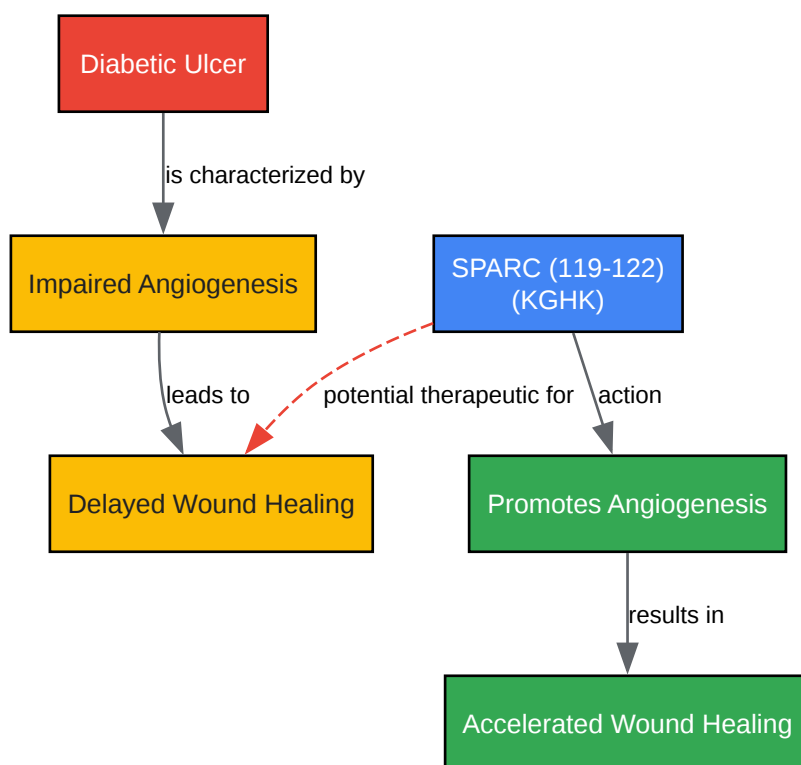 Diabetic Ulcer
is characterized by
Impaired Angiogenesis
SPARC (119-122)
(KGHK)
leads to
potential therapeutic for
action
Delayed Wound Healing
Promotes Angiogenesis
results in
Accelerated Wound Healing